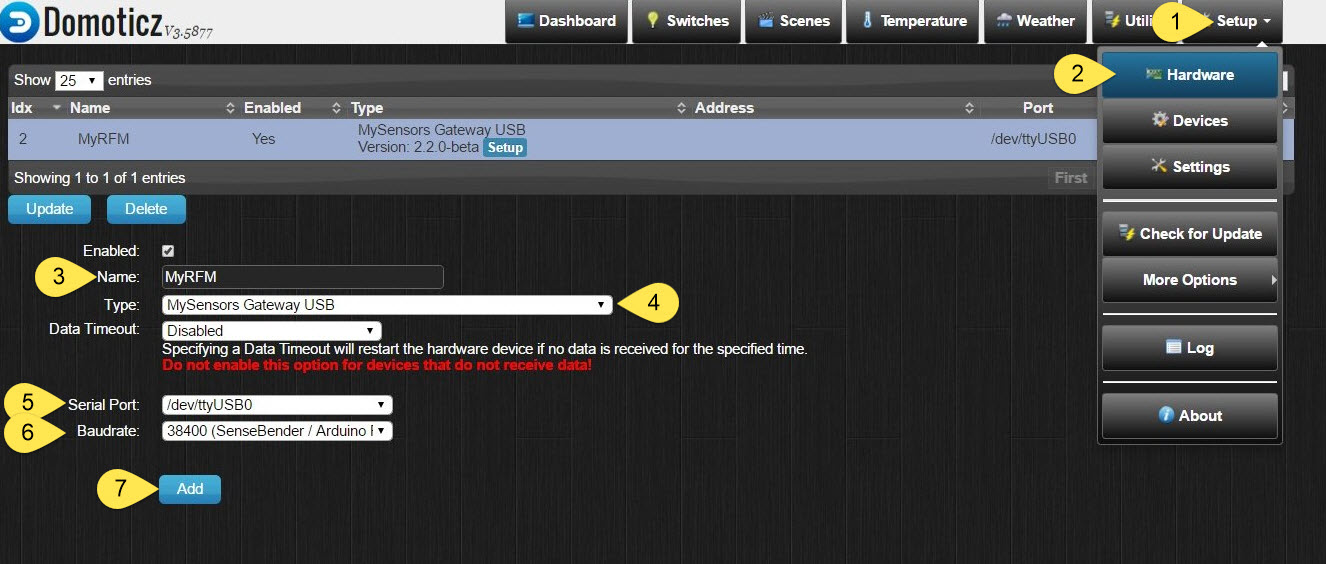 Domoticz V3.5877
Dashboard Switches Scenes Temperature Weather Utili 1 Setup
Show 25 entries
2 Hardware
Idx Name Enabled Type Address Port
2 MyRFM Yes MySensors Gateway USB /dev/ttyUSB0
Version: 2.2.0-beta Setup
Devices
Showing 1 to 1 of 1 entries First
Settings
Update Delete
Check for Update
Enabled:
3 Name: MyRFM
More Options
Type: MySensors Gateway USB 4
Data Timeout: Disabled
Specifying a Data Timeout will restart the hardware device if no data is received for the specified time.
Do not enable this option for devices that do not receive data!
Log
5 Serial Port: /dev/ttyUSB0
About
6 Baudrate: 38400 (SenseBender / Arduino
7 Add